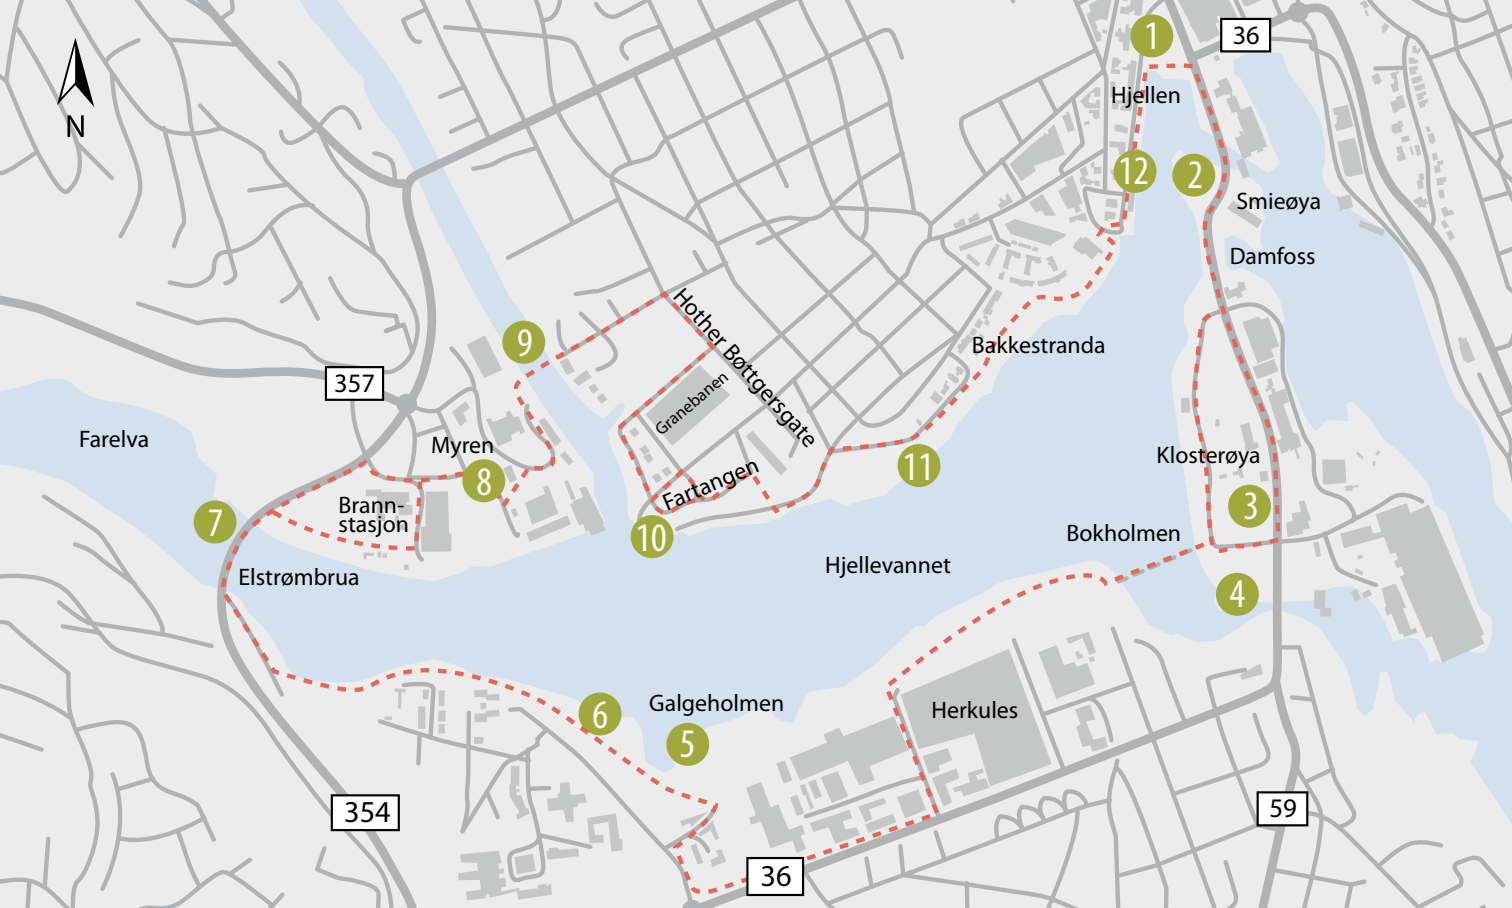 1
36
N
Hjellen
12
2
Smieøya
Damfoss
Hother Bøttgersgate
9
Bakkestranda
357
Granebanen
Farelva
Myren
Klosterøya
11
8
Fartangen
Brann-
stasjon
3
7
10
Bokholmen
Hjellevannet
Elstrømbrua
4
Galgeholmen
6
Herkules
5
354
59
36